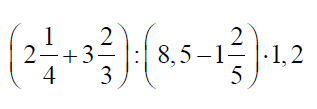 (2 1/4 + 3 2/3) : (8,5 − 1 2/5) · 1,2